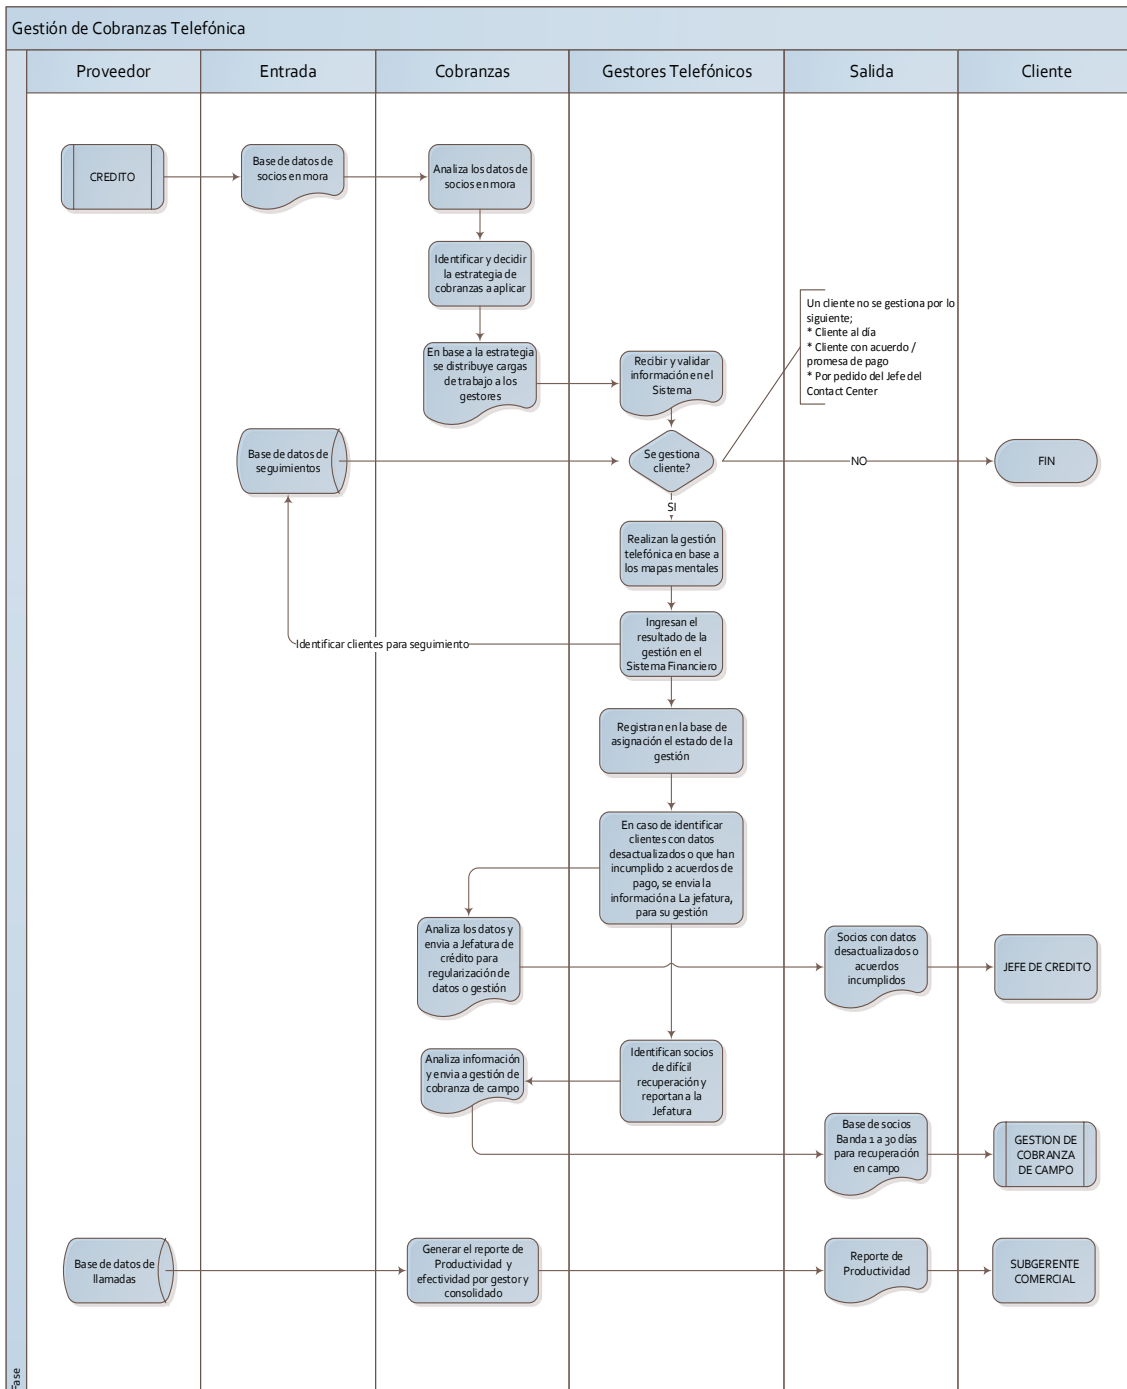 Gestión de Cobranzas Telefónica
Proveedor
Entrada
Cobranzas
Gestores Telefónicos
Salida
Cliente
CREDITO
Base de datos de
socios en mora
Analiza los datos de
socios en mora
Identificar y decidir
la estrategia de
cobranzas a aplicar
En base a la estrategia
se distribuye cargas
de trabajo a los
gestores
Recibir y validar
información en el
Sistema
Un cliente no se gestiona por lo
siguiente;
* Cliente al día
* Cliente con acuerdo /
promesa de pago
* Por pedido del Jefe del
Contact Center
Base de datos de
seguimientos
Se gestiona
cliente?
NO
FIN
SI
Realizan la gestión
telefónica en base a
los mapas mentales
Ingresan el
resultado de la
gestión en el
Sistema Financiero
Identificar clientes para seguimiento
Registran en la base de
asignación el estado de la
gestión
En caso de identificar
clientes con datos
desactualizados o que han
incumplido 2 acuerdos de
pago, se envia la
información a La jefatura,
para su gestión
Analiza los datos y
envia a Jefatura de
crédito para
regularización de
datos o gestión
Socios con datos
desactualizados o
acuerdos
incumplidos
JEFE DE CREDITO
Identifican socios
de difícil
recuperación y
reportan a la
Jefatura
Analiza información
y envia a gestión de
cobranza de campo
Base de socios
Banda 1 a 30 días
para recuperación
en campo
GESTION DE
COBRANZA
DE CAMPO
Base de datos de
llamadas
Generar el reporte de
Productividad y
efectividad por gestor y
consolidado
Reporte de
Productividad
SUBGERENTE
COMERCIAL
Fase